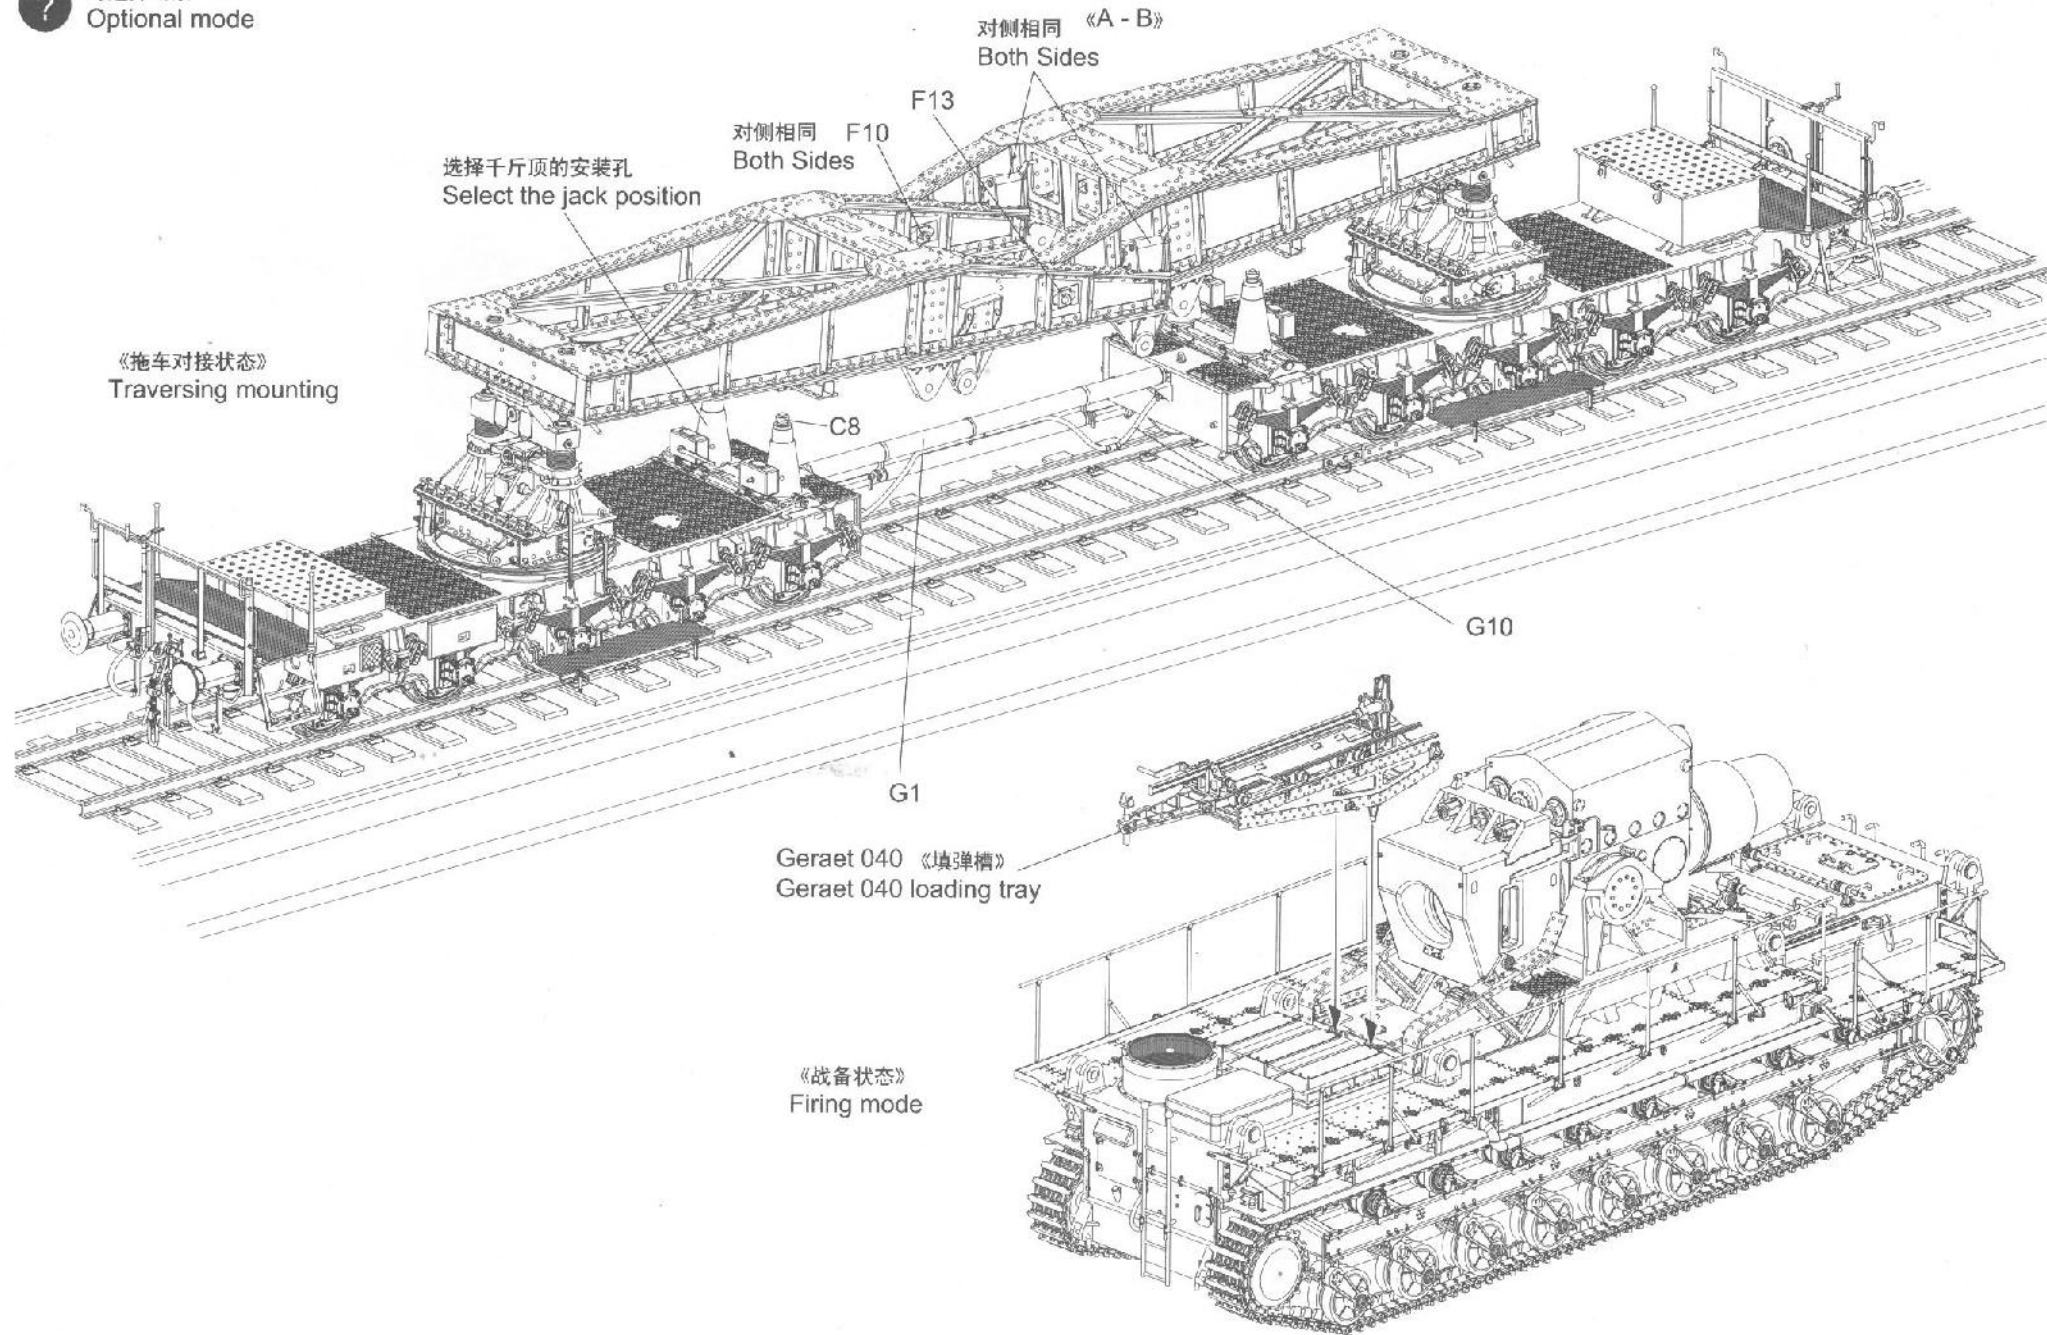 ?
Optional mode
对侧相同 《A - B》
Both Sides
F13
对侧相同 F10
Both Sides
选择千斤顶的安装孔
Select the jack position
《拖车对接状态》
Traversing mounting
C8
G10
G1
Geraet 040 《填弹槽》
Geraet 040 loading tray
《战备状态》
Firing mode